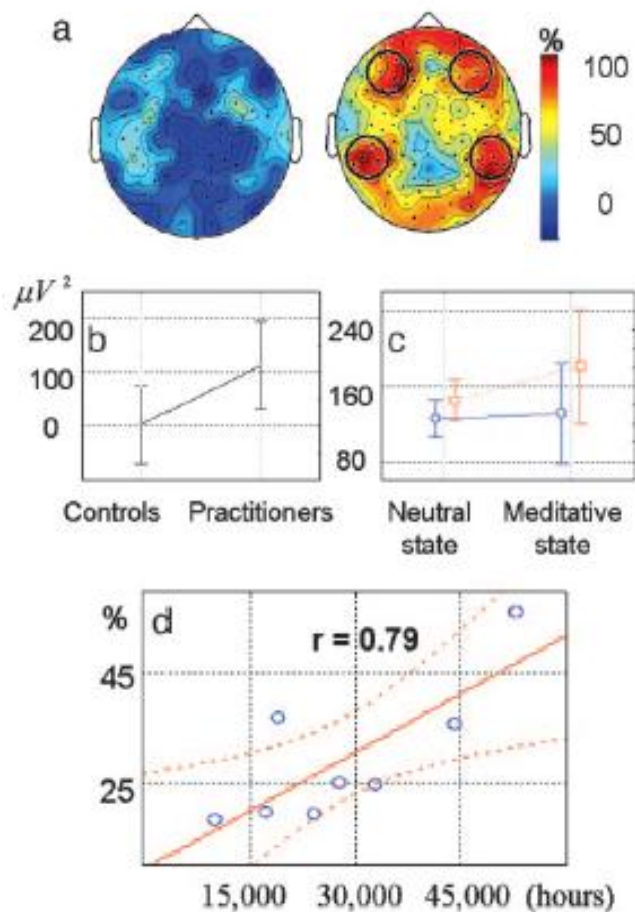 a
%
100
50
0
μV²
200
100
0
b
240
160
80
c
Controls Practitioners
Neutral state
Meditative state
%
d
r = 0.79
45
25
15,000 30,000 45,000 (hours)